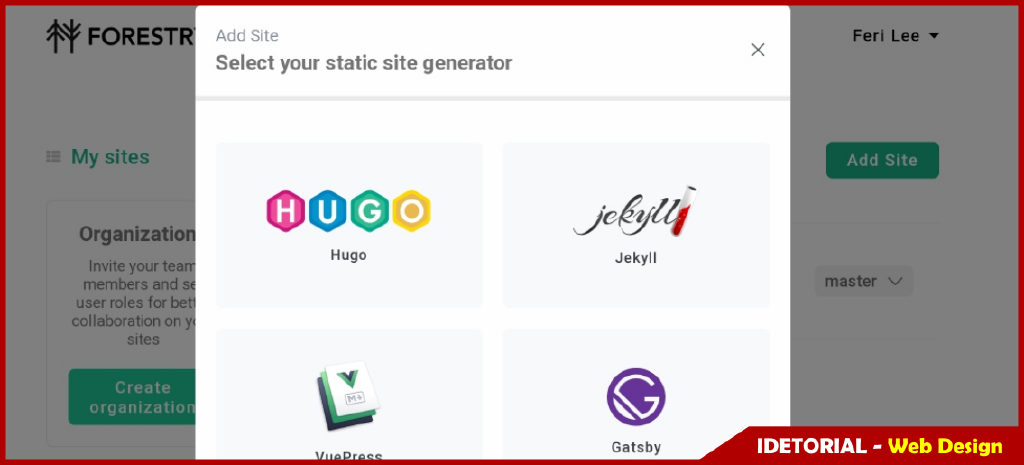 FORESTRY
Feri Lee
Add Site
Select your static site generator
My sites
Add Site
HUGO
Hugo
jekyll
Jekyll
Organization
Invite your team
members and se
user roles for bett
collaboration on yo
sites
master
Create
organization
M↓
VuePress
G
Gatsby
IDETORIAL - Web Design